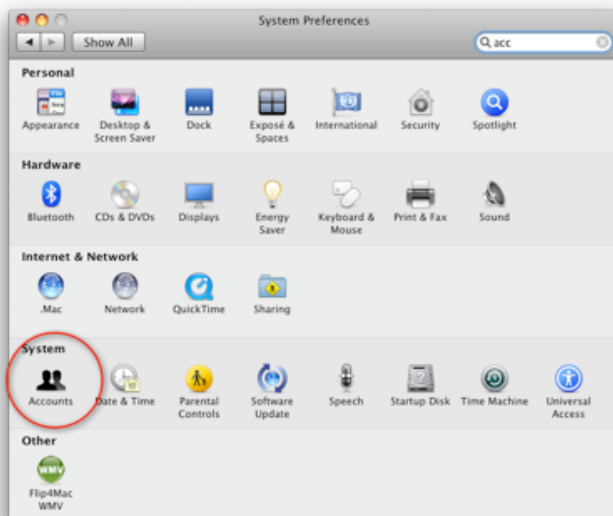 System Preferences
Show All
acc
Personal
Appearance
Desktop &
Screen Saver
Dock
Exposé &
Spaces
International
Security
Spotlight
Hardware
Bluetooth
CDs & DVDs
Displays
Energy
Saver
Keyboard &
Mouse
Print & Fax
Sound
Internet & Network
.Mac
Network
QuickTime
Sharing
System
Accounts
Date & Time
Parental
Controls
Software
Update
Speech
Startup Disk
Time Machine
Universal
Access
Other
WMV
Flip4Mac
WMV